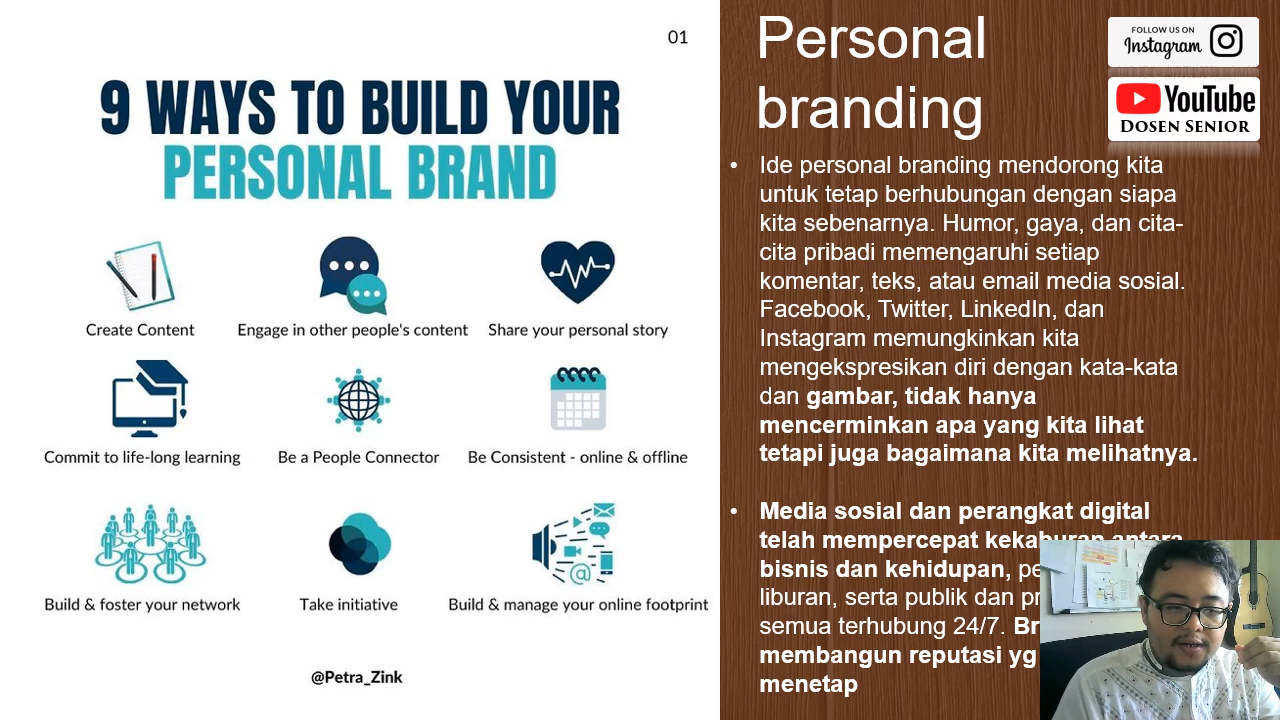 01
9 WAYS TO BUILD YOUR
PERSONAL BRAND
Create Content
Engage in other people's content
Share your personal story
Commit to life-long learning
Be a People Connector
Be Consistent - online & offline
Build & foster your network
Take initiative
Build & manage your online footprint
@Petra_Zink
Personal
branding
FOLLOW US ON
Instagram
YouTube
DOSEN SENIOR
• Ide personal branding mendorong kita
untuk tetap berhubungan dengan siapa
kita sebenarnya. Humor, gaya, dan cita-
cita pribadi memengaruhi setiap
komentar, teks, atau email media sosial.
Facebook, Twitter, LinkedIn, dan
Instagram memungkinkan kita
mengekspresikan diri dengan kata-kata
dan gambar, tidak hanya
mencerminkan apa yang kita lihat
tetapi juga bagaimana kita melihatnya.
• Media sosial dan perangkat digital
telah mempercepat kekaburan antara
bisnis dan kehidupan,
liburan, serta publik dan
semua terhubung 24/7.
membangun reputasi yg
menetap